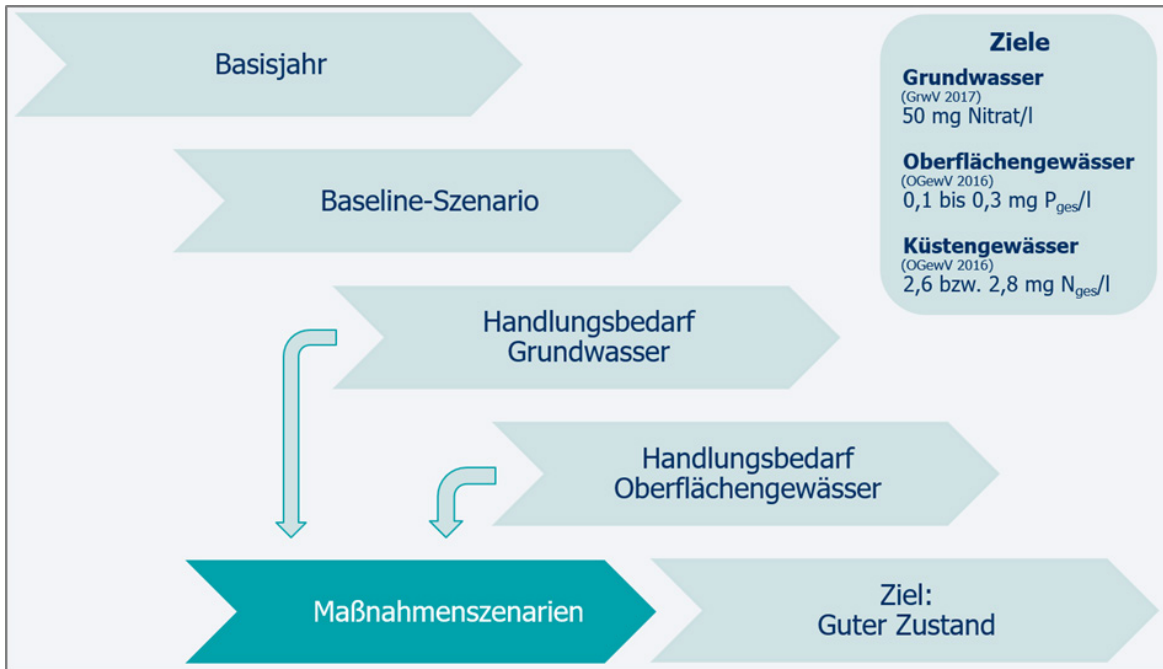 Basisjahr
Baseline-Szenario
Handlungsbedarf
Grundwasser
Handlungsbedarf
Oberflächengewässer
Maßnahmenszenarien
Ziel:
Guter Zustand
Ziele
Grundwasser
(GrwV 2017)
50 mg Nitrat/l
Oberflächengewässer
(OGewV 2016)
0,1 bis 0,3 mg Pges/l
Küstengewässer
(OGewV 2016)
2,6 bzw. 2,8 mg Nges/l